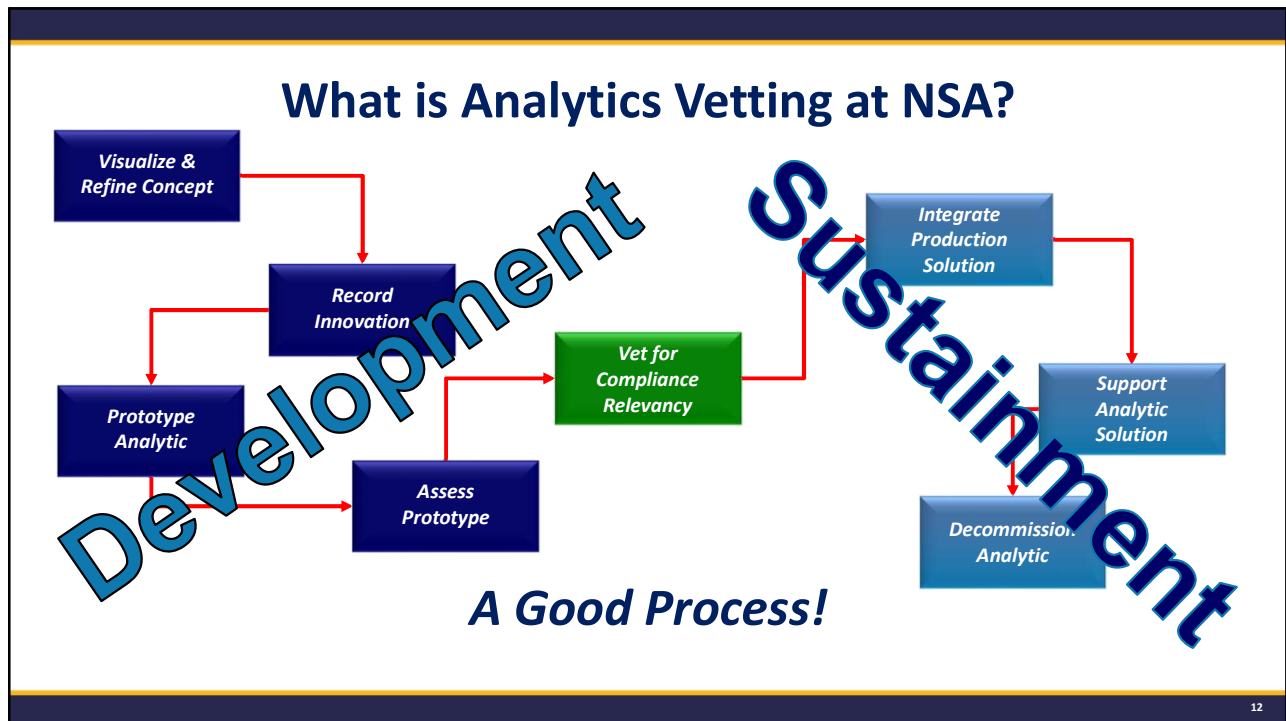 What is Analytics Vetting at NSA?
Visualize &
Refine Concept
Record
Innovation
Prototype
Analytic
Assess
Prototype
Development
Vet for
Compliance
Relevancy
Integrate
Production
Solution
Support
Analytic
Solution
Decommission
Analytic
Sustainment
A Good Process!
12